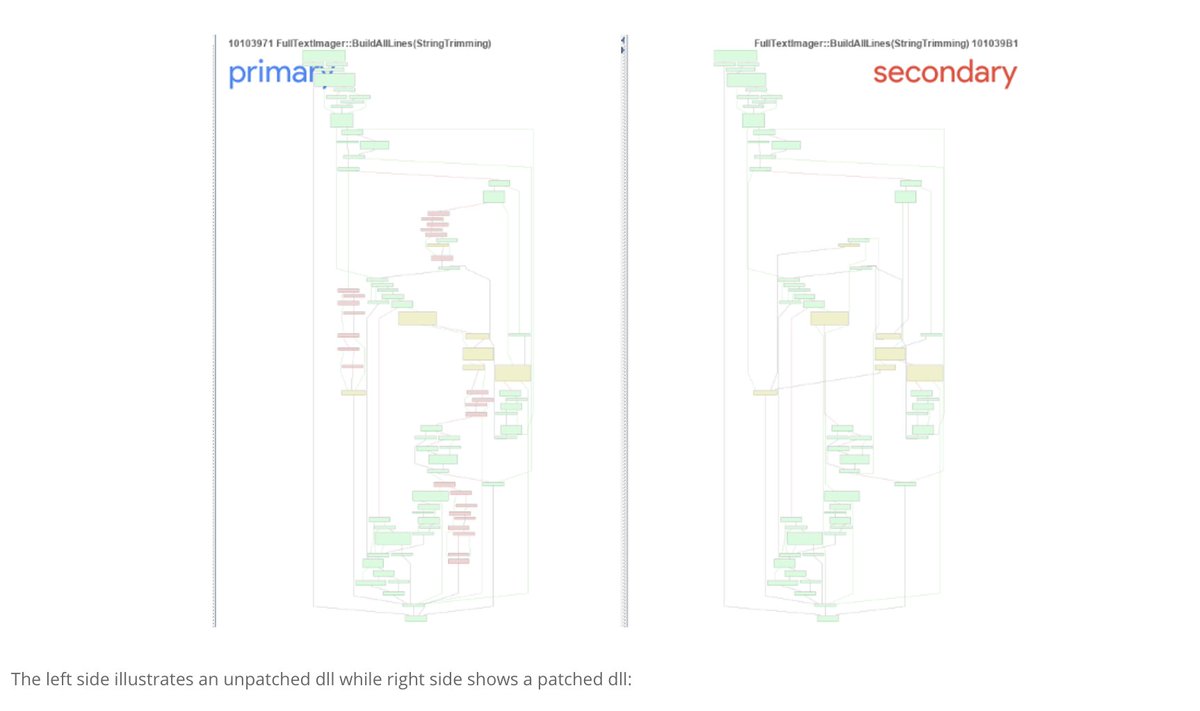 10103971 FullTextImager::BuildAllLines(StringTrimming)
primary
FullTextImager::BuildAllLines(StringTrimming) 101039B1
secondary
The left side illustrates an unpatched dll while right side shows a patched dll: